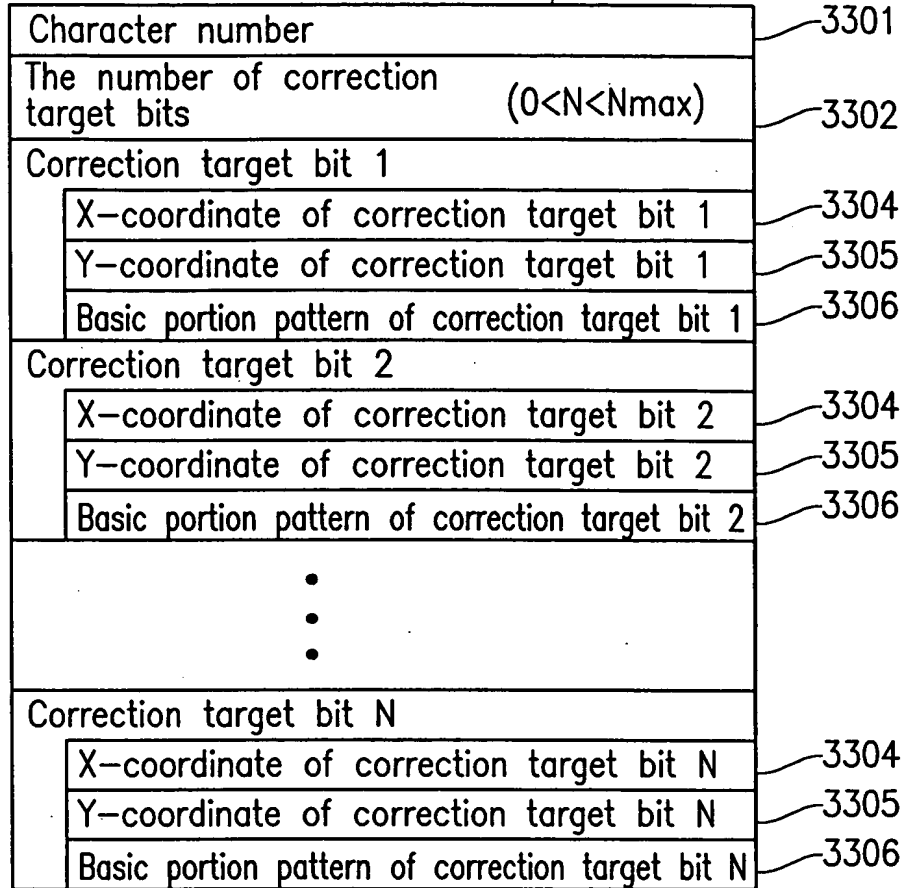 Character number 3301
The number of correction
target bits (0<N<Nmax) 3302
Correction target bit 1
X-coordinate of correction target bit 1 3304
Y-coordinate of correction target bit 1 3305
Basic portion pattern of correction target bit 1 3306
Correction target bit 2
X-coordinate of correction target bit 2 3304
Y-coordinate of correction target bit 2 3305
Basic portion pattern of correction target bit 2 3306
Correction target bit N
X-coordinate of correction target bit N 3304
Y-coordinate of correction target bit N 3305
Basic portion pattern of correction target bit N 3306